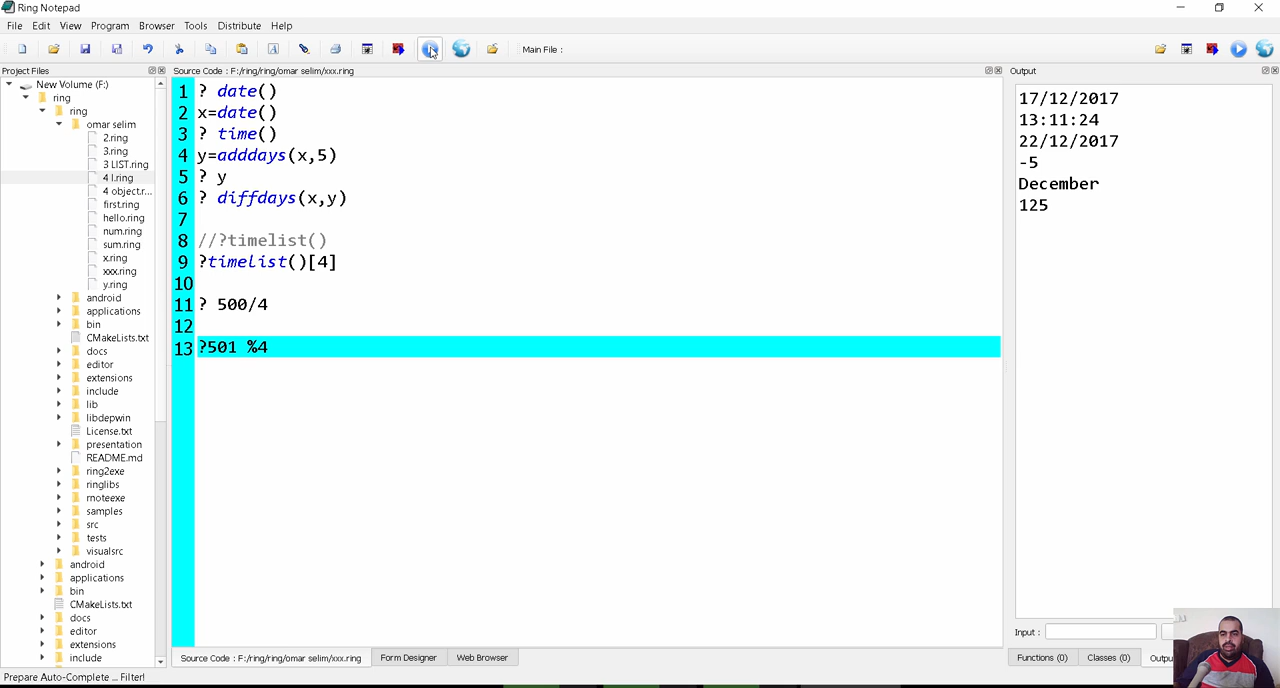 Ring Notepad
File Edit View Program Browser Tools Distribute Help
Main File :
Project Files
Source Code : F:/ring/ring/omar selim/xxx.ring
Output
New Volume (F:)
ring
ring
omar selim
2.ring
3.ring
3 LIST.ring
4 l.ring
4 object.r...
first.ring
hello.ring
num.ring
sum.ring
x.ring
xxx.ring
y.ring
android
applications
bin
CMakeLists.txt
docs
editor
extensions
include
lib
libdepwin
License.txt
presentation
README.md
ring2exe
ringlibs
rnoteexe
samples
src
tests
visualsrc
android
applications
bin
CMakeLists.txt
docs
editor
extensions
include
1 ? date()
2 x=date()
3 ? time()
4 y=adddays(x,5)
5 ? y
6 ? diffdays(x,y)
7
8 //?timelist()
9 ?timelist()[4]
10
11 ? 500/4
12
13 ?501 %4
17/12/2017
13:11:24
22/12/2017
-5
December
125
Input :
Source Code : F:/ring/ring/omar selim/xxx.ring Form Designer Web Browser
Functions (0) Classes (0)
Prepare Auto-Complete ... Filter!